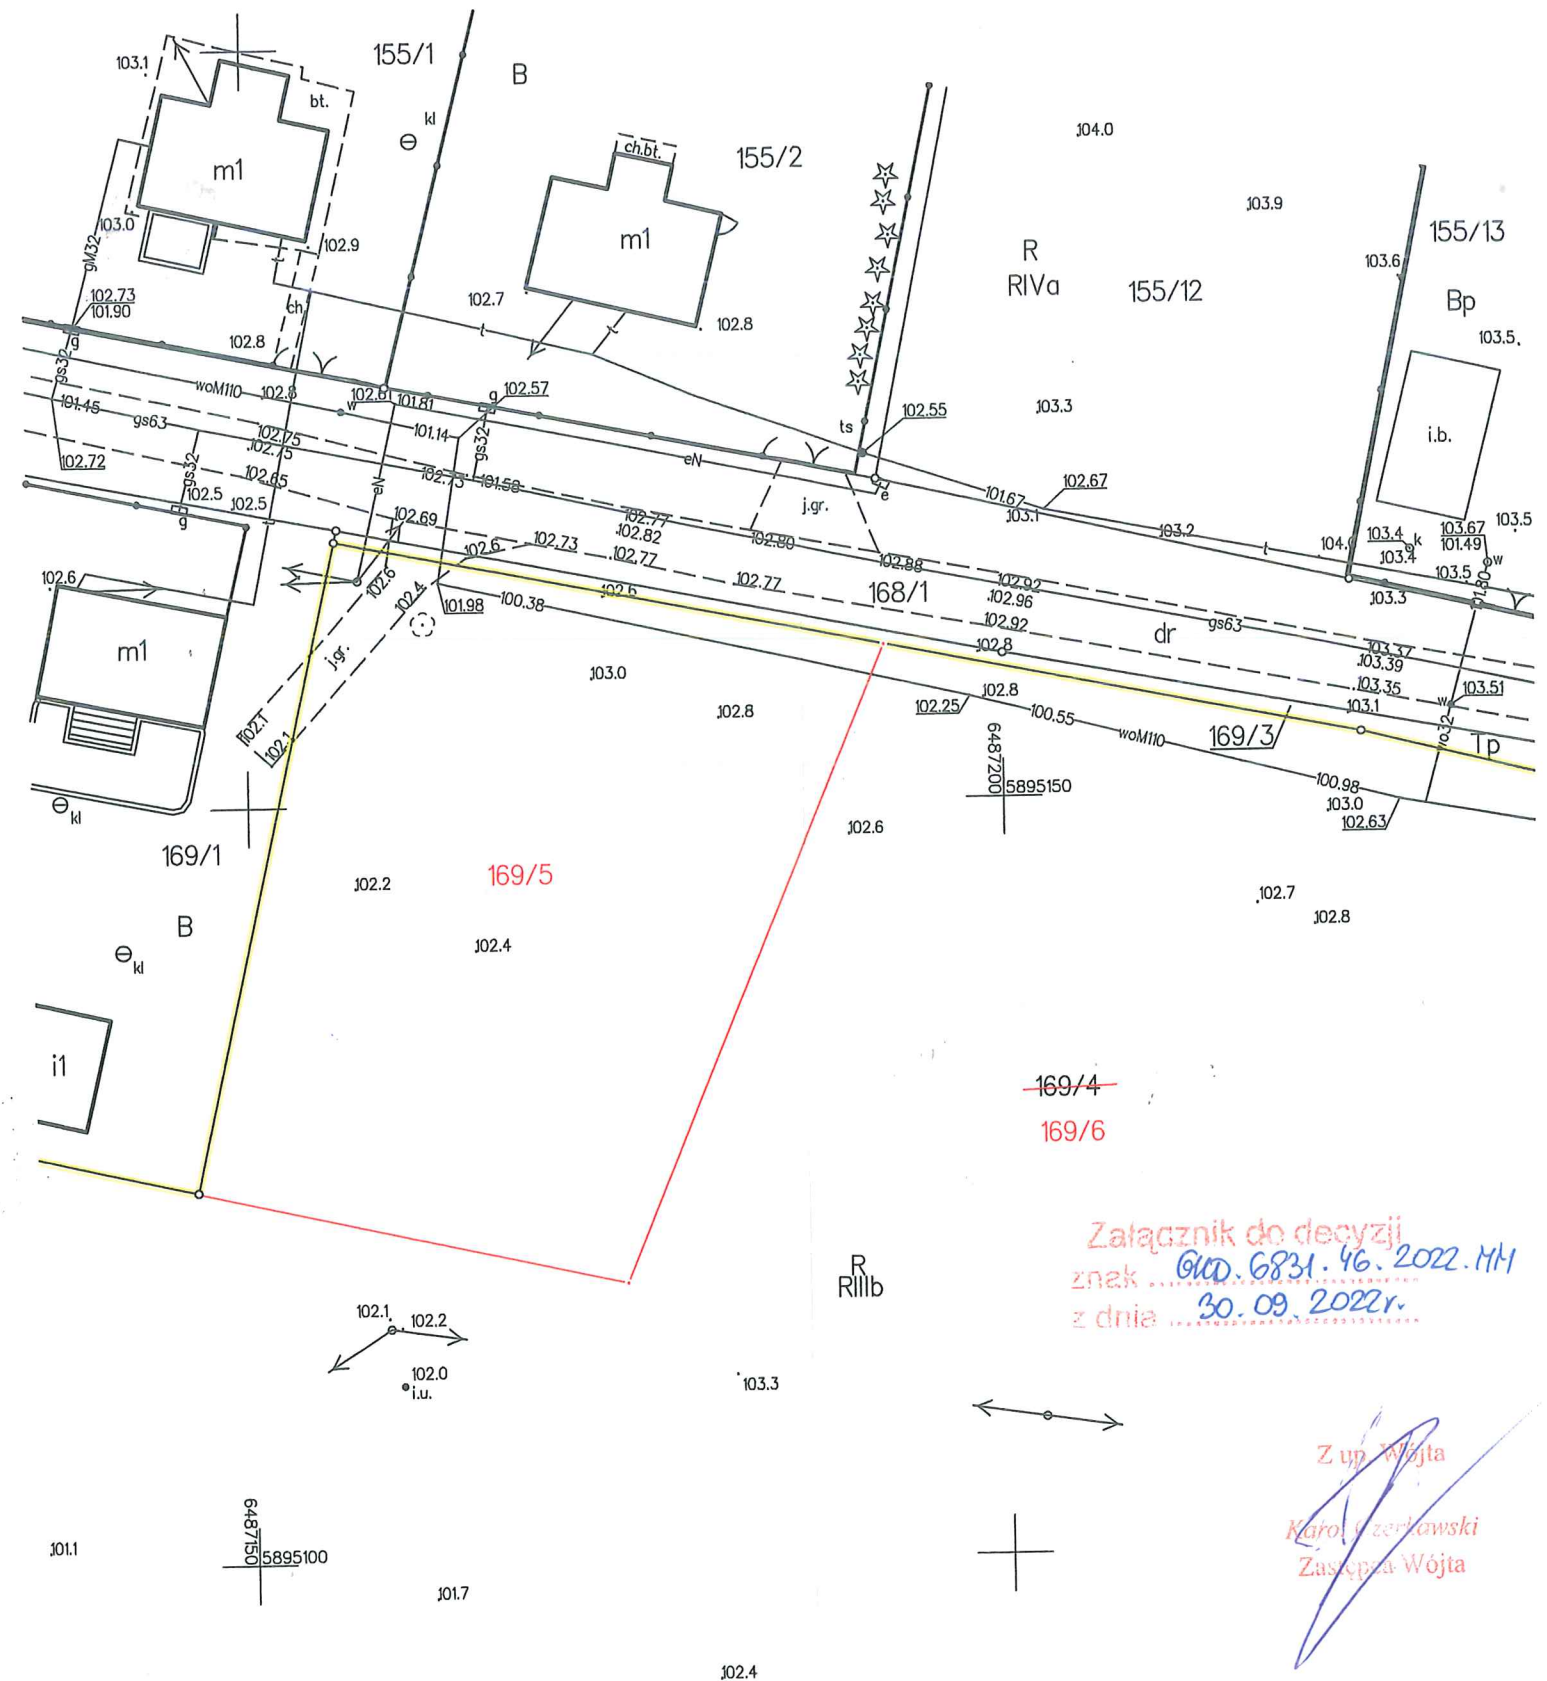 155/1
B
103.1
bt.
kl
104.0
ch.bt.
155/2
m1
103.9
155/13
103.0
m1
R
gM32
102.9
103.6
RIVa
155/12
102.73
101.90
ch.
102.7
t
t
Bp
102.8
103.5
g
102.8
gs32
woM110
102.8
102.61
101.81
g
102.57
w
101.45
gs63
101.14
102.55
103.3
ts
i.b.
102.75
102.75
gs32
eN
102.72
gs32
102.65
eN
102.73
101.58
e
101.67
102.67
102.5
102.5
j.gr.
103.1
103.2
103.67
103.5
g
102.69
102.77
102.82
102.80
104.
103.4
k
101.49
103.4
t
w
102.6
102.73
102.77
102.88
103.5
102.6
102.6
102.4
102.77
102.92
101.80
102.6
168/1
102.96
103.3
101.98
100.38
102.92
gs63
dr
m1
j.gr.
102.8
103.37
103.39
103.0
102.8
103.35
w
103.51
102.1
102.8
102.25
103.1
102.1
100.55
169/3
wo32
Tp
woM110
6487200
5895150
100.98
103.0
kl
102.6
102.63
169/1
169/5
102.2
102.7
102.8
B
102.4
kl
i1
169/4
169/6
Załącznik do decyzji
znak GKD.6831.46.2022.MM
z dnia 30.09.2022r.
R
RIIIb
102.1
102.2
102.0
i.u.
103.3
Z up. Wójta
Karol Czerkawski
Zastępca Wójta
6487150
5895100
101.1
101.7
102.4